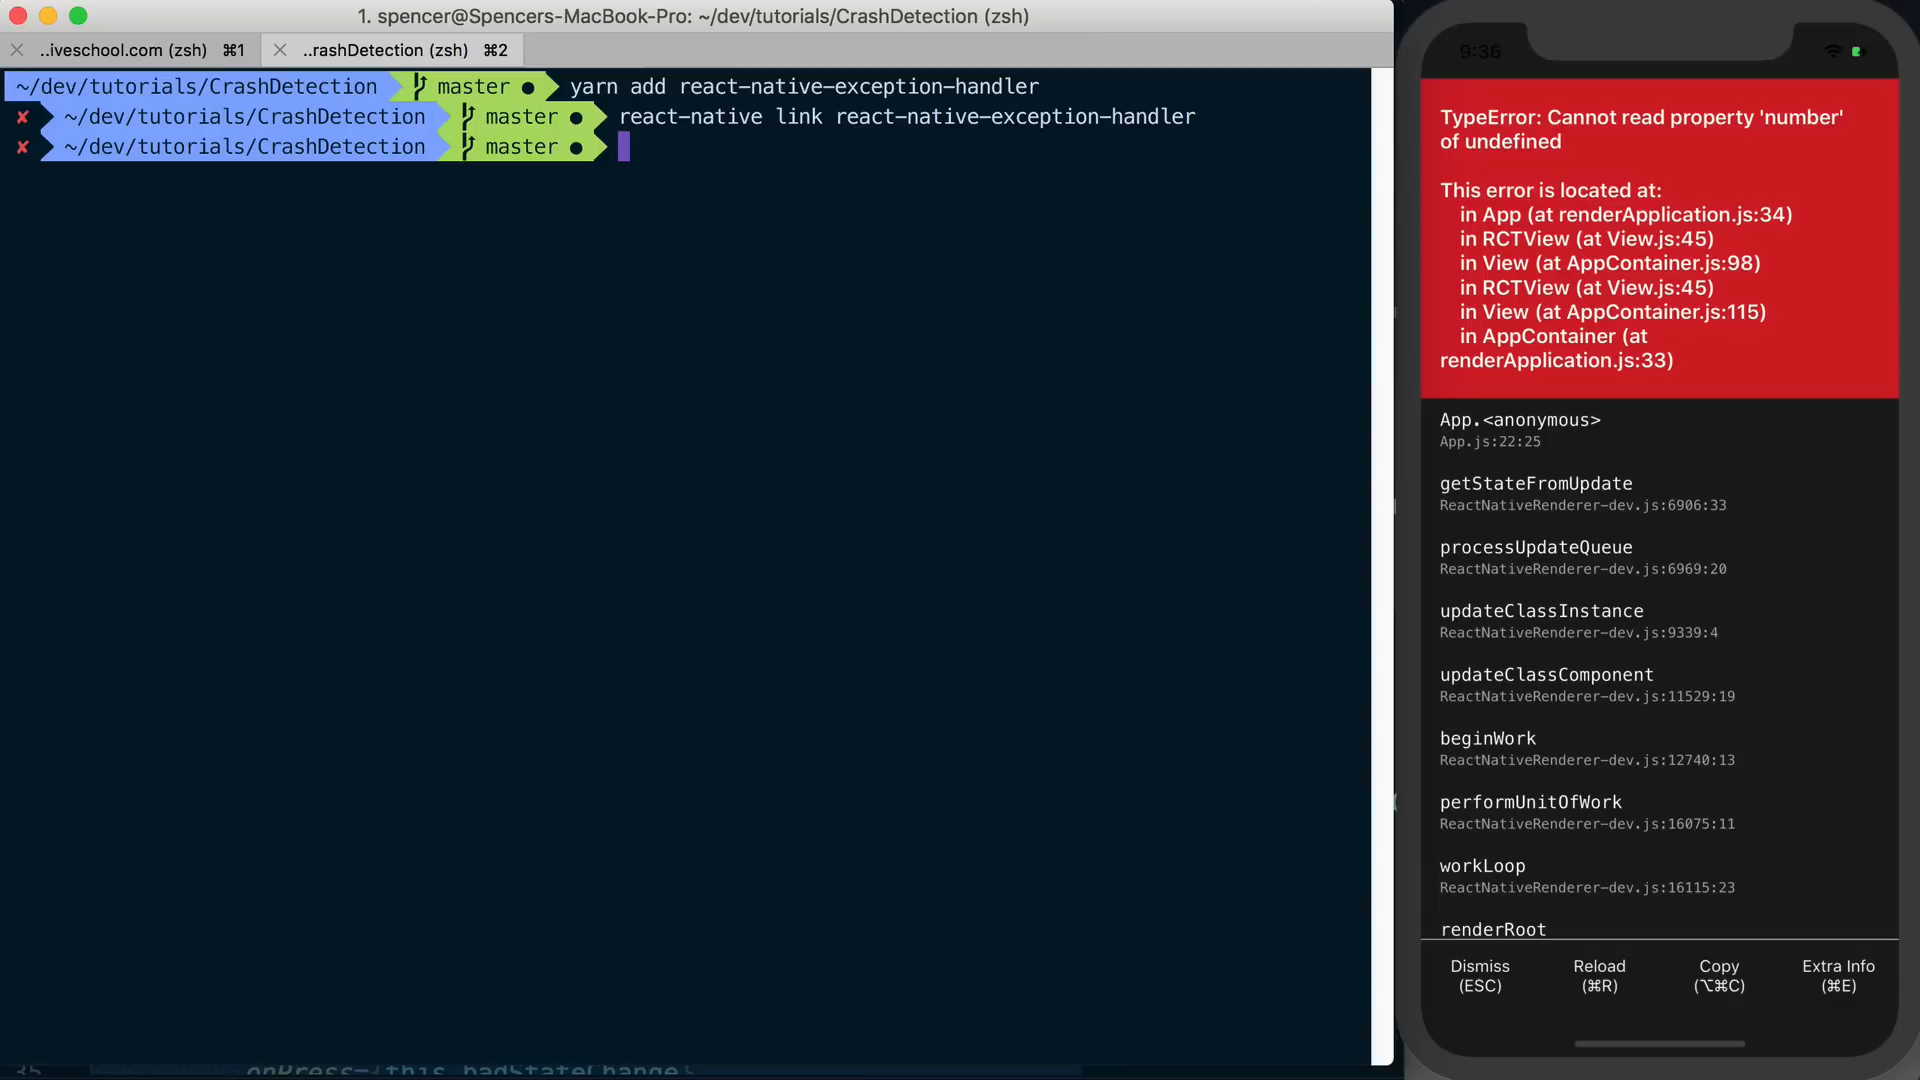 1. spencer@Spencers-MacBook-Pro: ~/dev/tutorials/CrashDetection (zsh)
..iveschool.com (zsh) ⌘1
..rashDetection (zsh) ⌘2
~/dev/tutorials/CrashDetection master ● yarn add react-native-exception-handler
✘ ~/dev/tutorials/CrashDetection master ● react-native link react-native-exception-handler
✘ ~/dev/tutorials/CrashDetection master ●
35 onPress={this.badStateChange}
9:36
TypeError: Cannot read property 'number'
of undefined
This error is located at:
in App (at renderApplication.js:34)
in RCTView (at View.js:45)
in View (at AppContainer.js:98)
in RCTView (at View.js:45)
in View (at AppContainer.js:115)
in AppContainer (at
renderApplication.js:33)
App.<anonymous>
App.js:22:25
getStateFromUpdate
ReactNativeRenderer-dev.js:6906:33
processUpdateQueue
ReactNativeRenderer-dev.js:6969:20
updateClassInstance
ReactNativeRenderer-dev.js:9339:4
updateClassComponent
ReactNativeRenderer-dev.js:11529:19
beginWork
ReactNativeRenderer-dev.js:12740:13
performUnitOfWork
ReactNativeRenderer-dev.js:16075:11
workLoop
ReactNativeRenderer-dev.js:16115:23
renderRoot
Dismiss
(ESC)
Reload
(⌘R)
Copy
(⌥⌘C)
Extra Info
(⌘E)